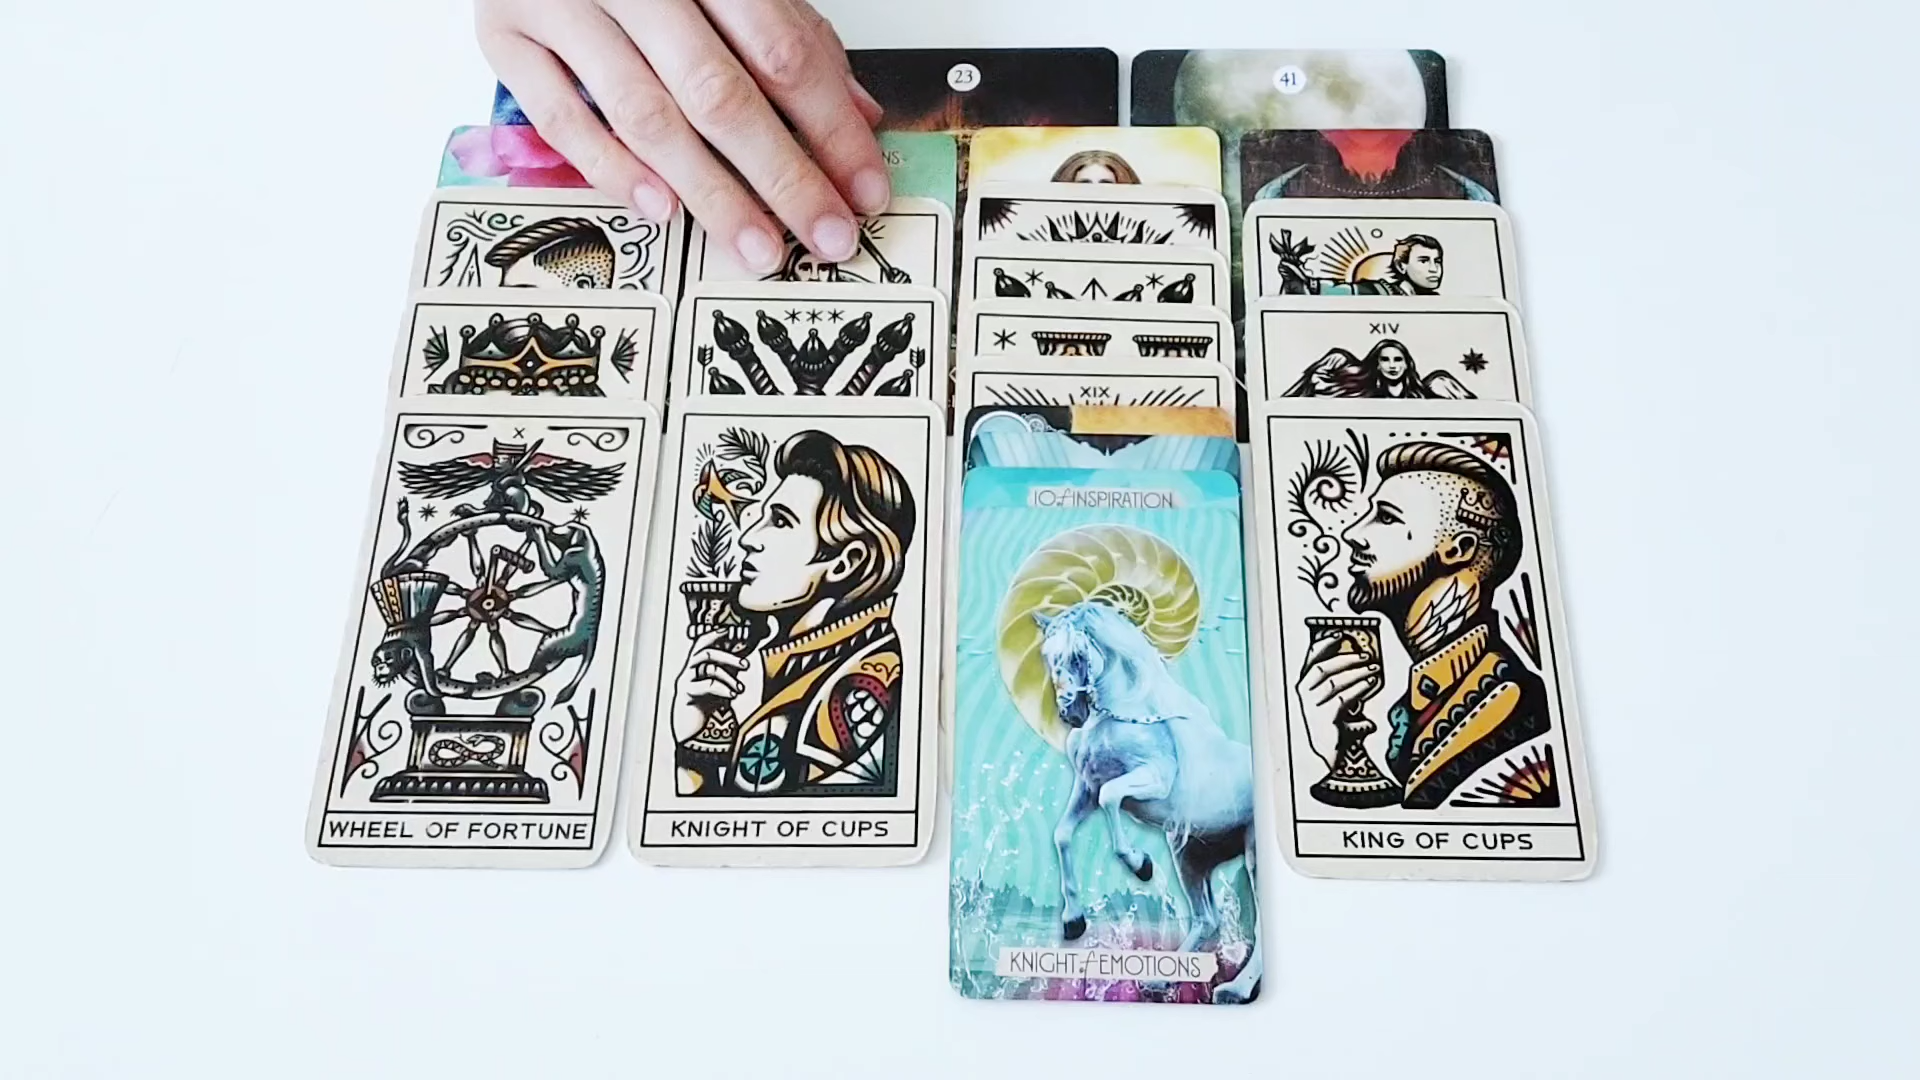 23
41
NS
XIV
XIX
X
10 of INSPIRATION
WHEEL OF FORTUNE
KNIGHT OF CUPS
KING OF CUPS
KNIGHT of EMOTIONS